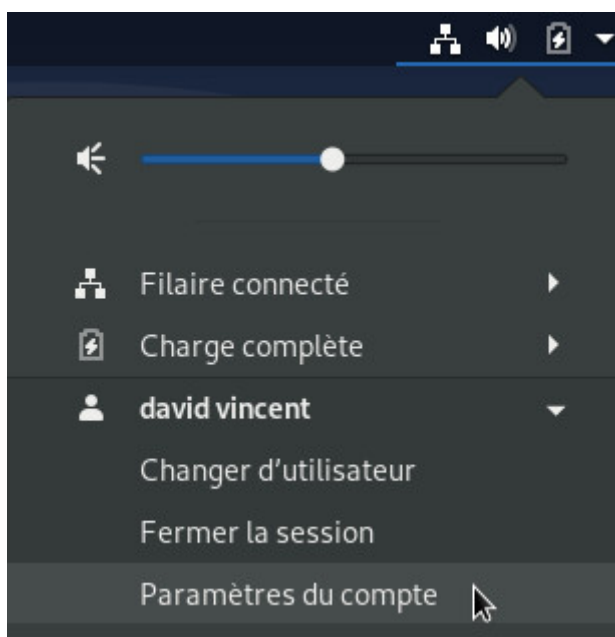 Filaire connecté
Charge complète
david vincent
Changer d’utilisateur
Fermer la session
Paramètres du compte